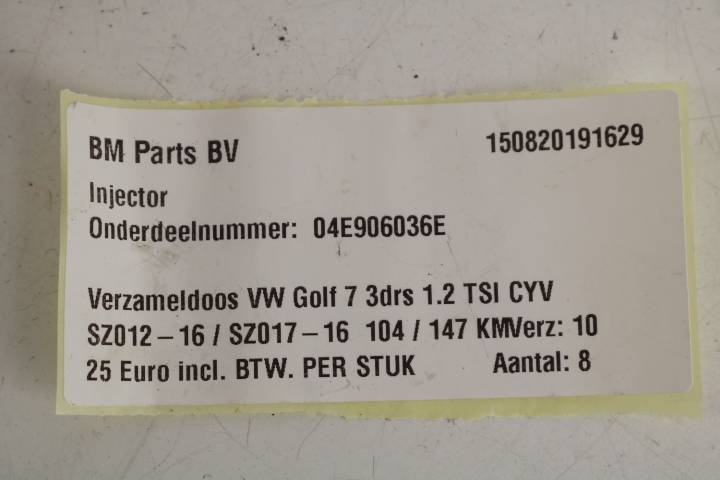 BM Parts BV 150820191629
Injector
Onderdeelnummer: 04E906036E
Verzameldoos VW Golf 7 3drs 1.2 TSI CYV
SZ012-16 / SZ017-16 104 / 147 KMVerz: 10
25 Euro incl. BTW. PER STUK Aantal: 8